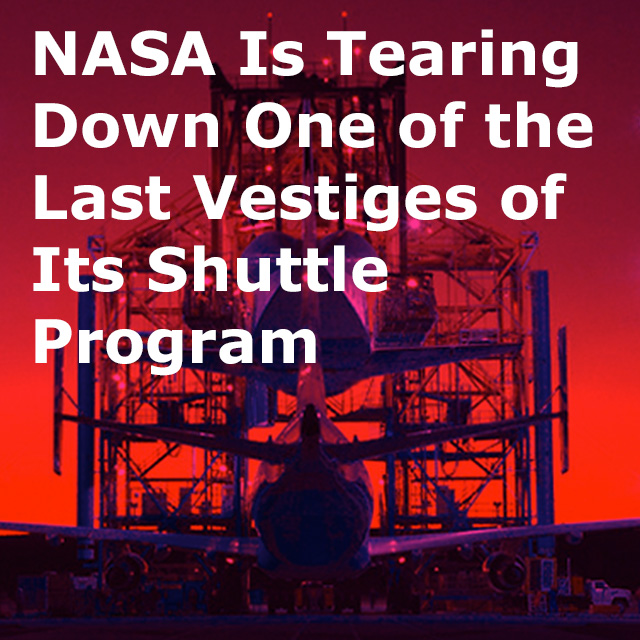 NASA Is Tearing
Down One of the
Last Vestiges of
Its Shuttle
Program